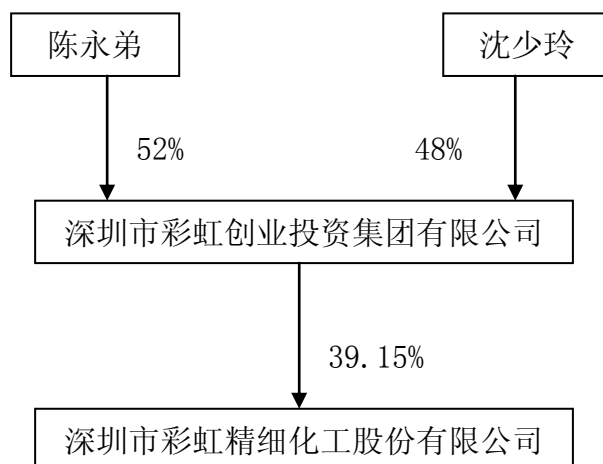 陈永弟
沈少玲
52%
48%
深圳市彩虹创业投资集团有限公司
39.15%
深圳市彩虹精细化工股份有限公司